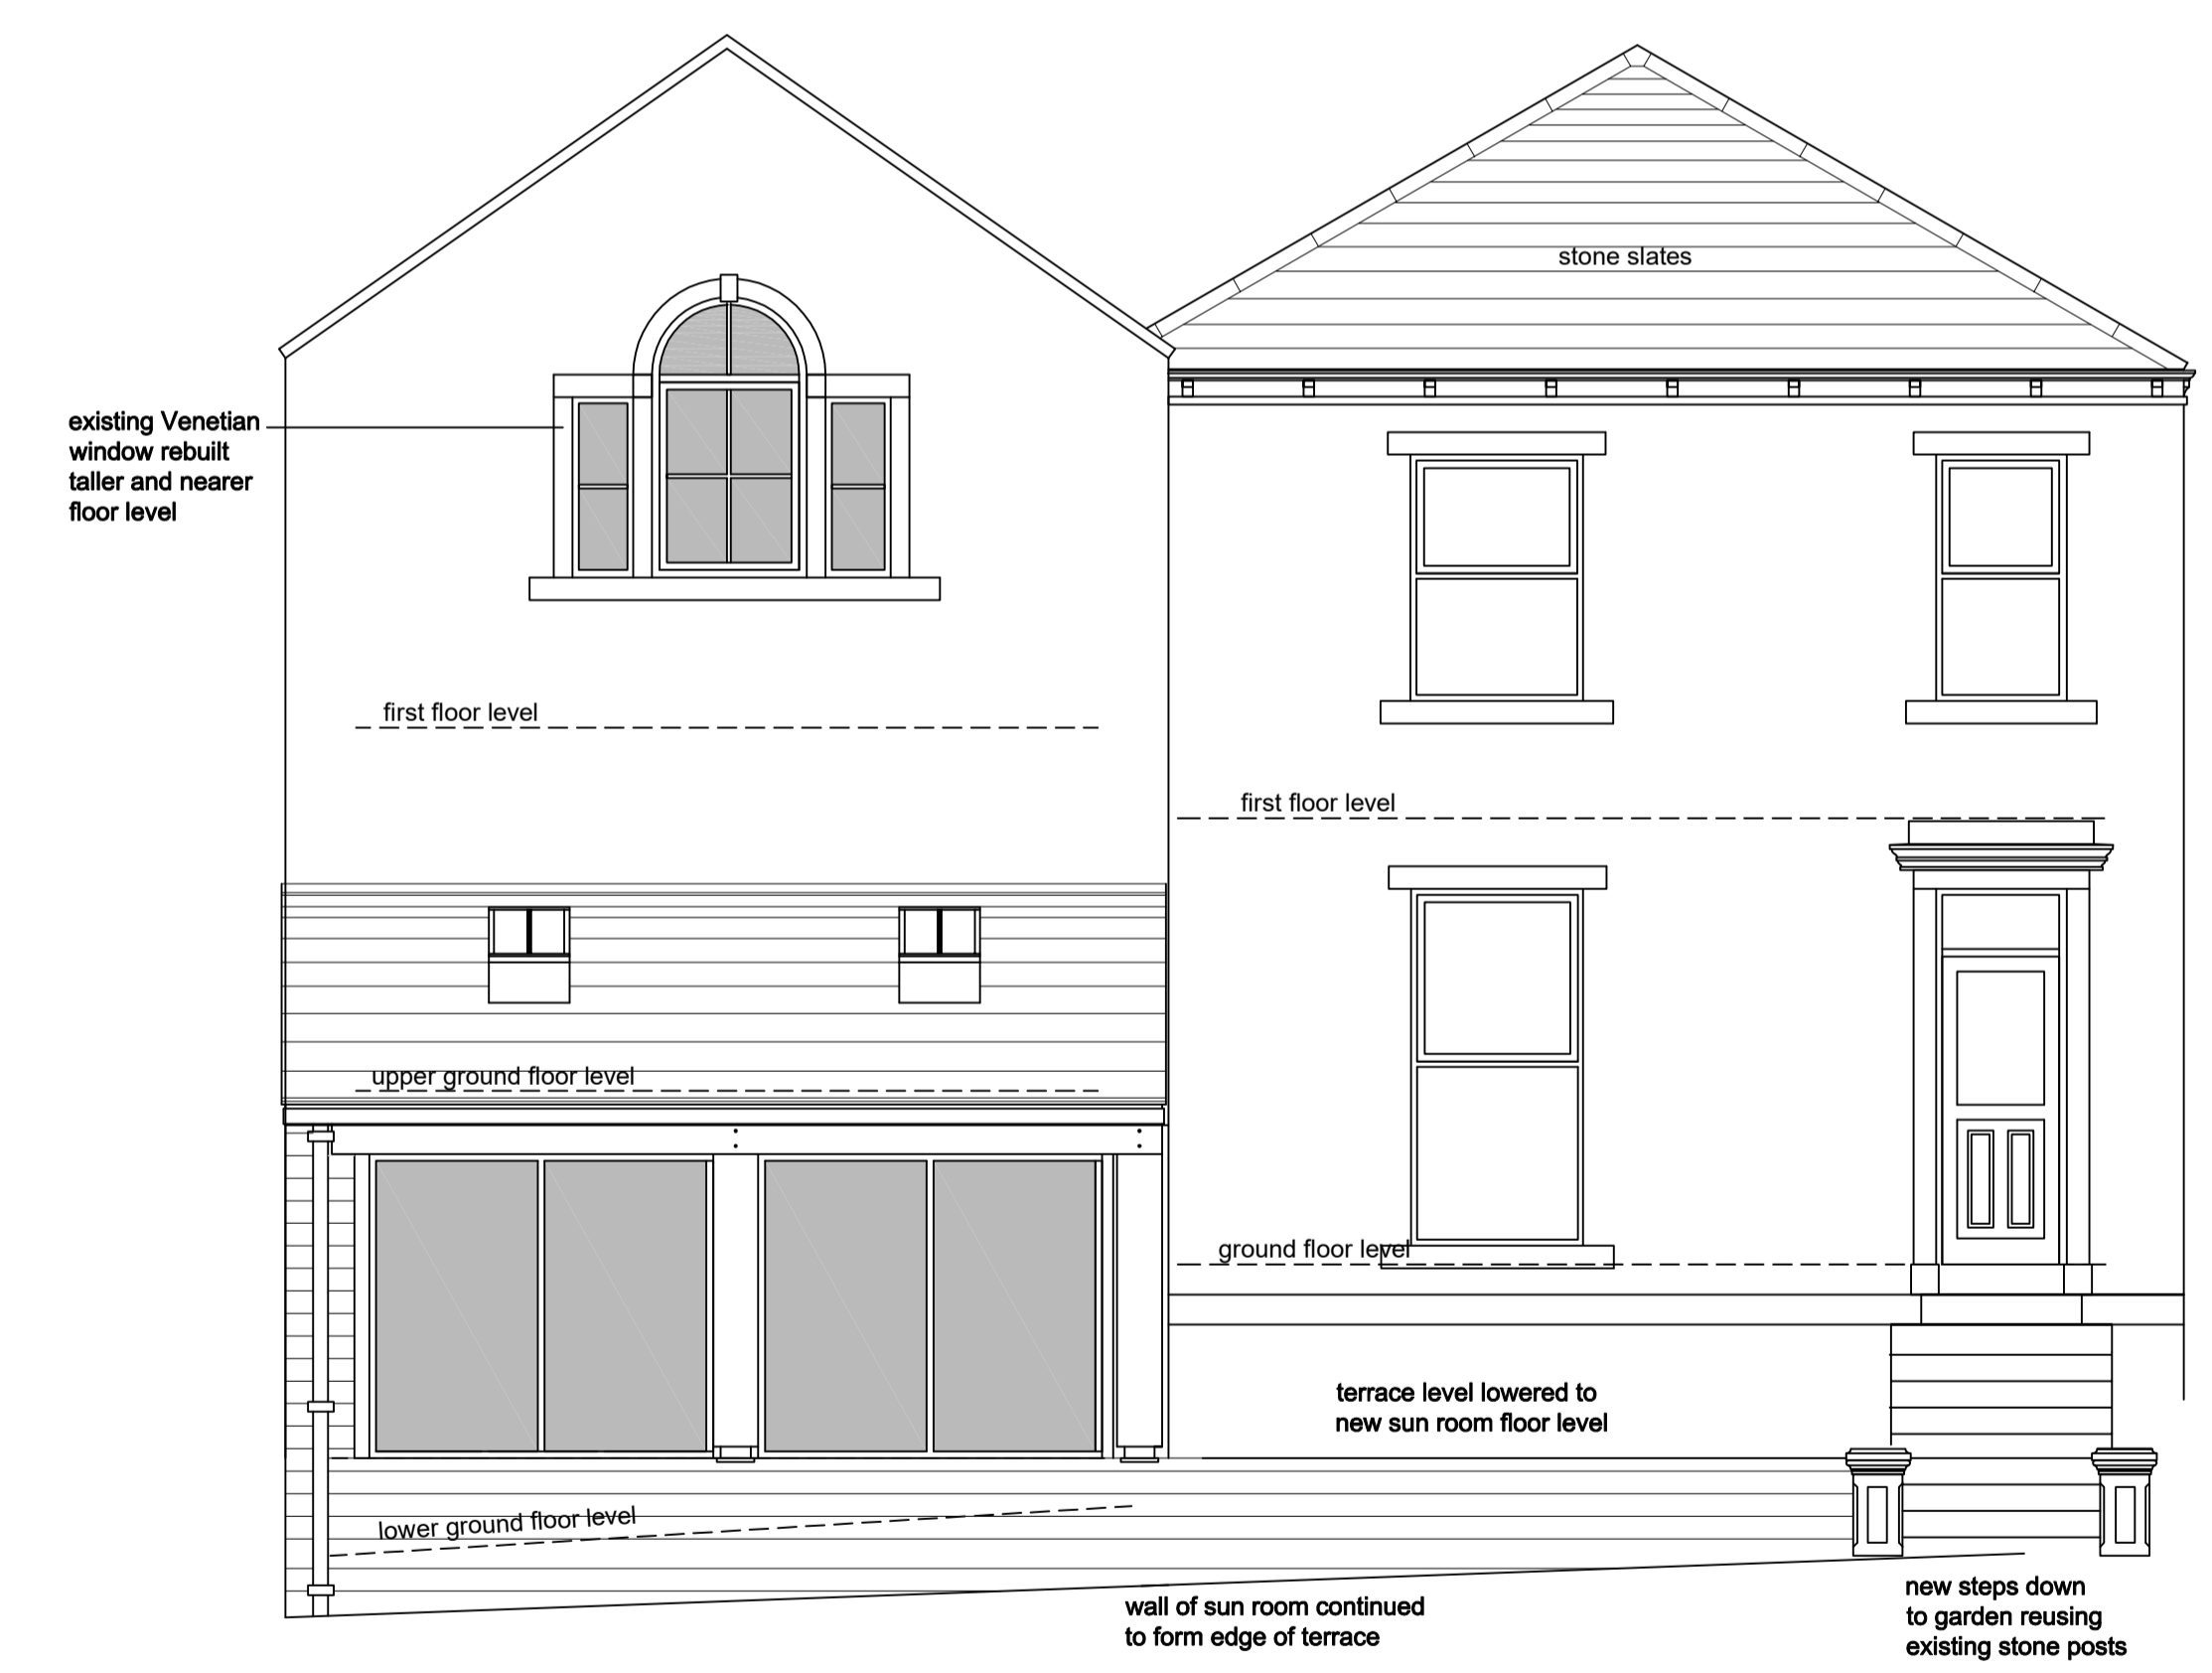 stone slates
existing Venetian
window rebuilt
taller and nearer
floor level
first floor level
first floor level
upper ground floor level
ground floor level
terrace level lowered to
new sun room floor level
lower ground floor level
wall of sun room continued
to form edge of terrace
new steps down
to garden reusing
existing stone posts